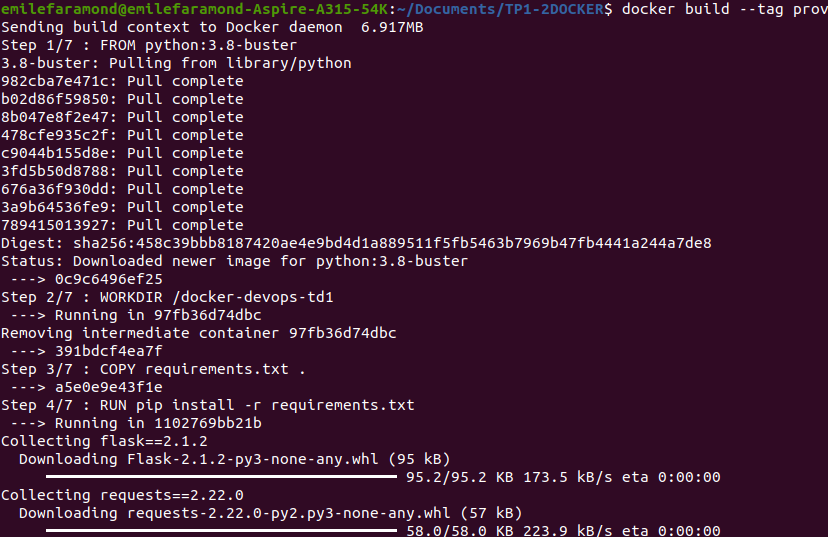 emilefaramond@emilefaramond-Aspire-A315-54K:~/Documents/TP1-2DOCKER$ docker build --tag prov
Sending build context to Docker daemon  6.917MB
Step 1/7 : FROM python:3.8-buster
3.8-buster: Pulling from library/python
982cba7e471c: Pull complete
b02d86f59850: Pull complete
8b047e8f2e47: Pull complete
478cfe935c2f: Pull complete
c9044b155d8e: Pull complete
3fd5b50d8788: Pull complete
676a36f930dd: Pull complete
3a9b64536fe9: Pull complete
789415013927: Pull complete
Digest: sha256:458c39bbb8187420ae4e9bd4d1a889511f5fb5463b7969b47fb4441a244a7de8
Status: Downloaded newer image for python:3.8-buster
 ---> 0c9c6496ef25
Step 2/7 : WORKDIR /docker-devops-td1
 ---> Running in 97fb36d74dbc
Removing intermediate container 97fb36d74dbc
 ---> 391bdcf4ea7f
Step 3/7 : COPY requirements.txt .
 ---> a5e0e9e43f1e
Step 4/7 : RUN pip install -r requirements.txt
 ---> Running in 1102769bb21b
Collecting flask==2.1.2
  Downloading Flask-2.1.2-py3-none-any.whl (95 kB)
95.2/95.2 KB 173.5 kB/s eta 0:00:00
Collecting requests==2.22.0
  Downloading requests-2.22.0-py2.py3-none-any.whl (57 kB)
58.0/58.0 KB 223.9 kB/s eta 0:00:00